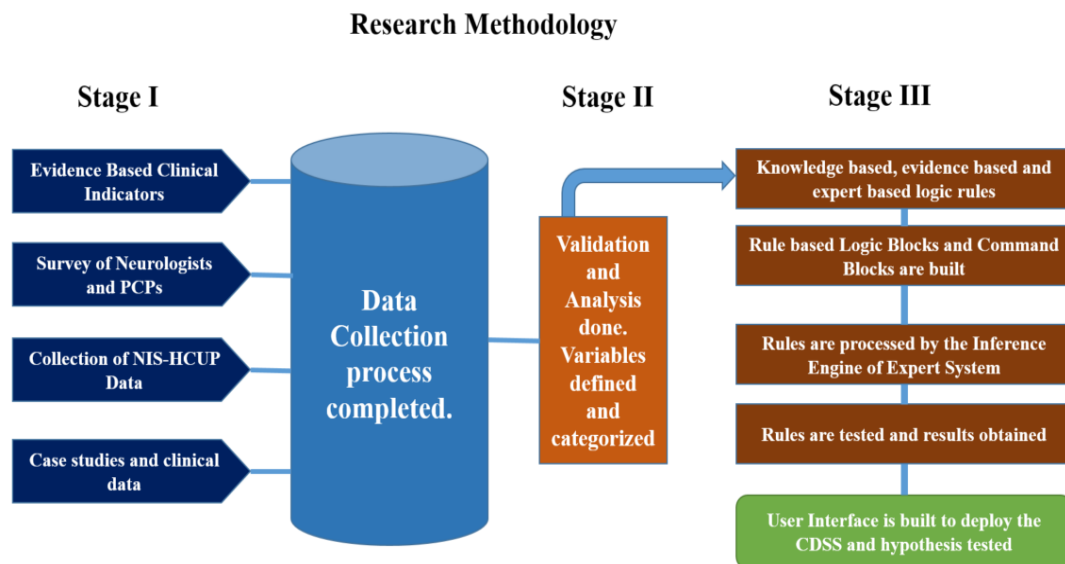 Research Methodology
Stage I
Evidence Based Clinical
Indicators
Survey of Neurologists
and PCPs
Collection of NIS-HCUP
Data
Case studies and clinical
data
Data
Collection
process
completed.
Stage II
Validation
and
Analysis
done.
Variables
defined
and
categorized
Stage III
Knowledge based, evidence based and
expert based logic rules
Rule based Logic Blocks and Command
Blocks are built
Rules are processed by the Inference
Engine of Expert System
Rules are tested and results obtained
User Interface is built to deploy the
CDSS and hypothesis tested